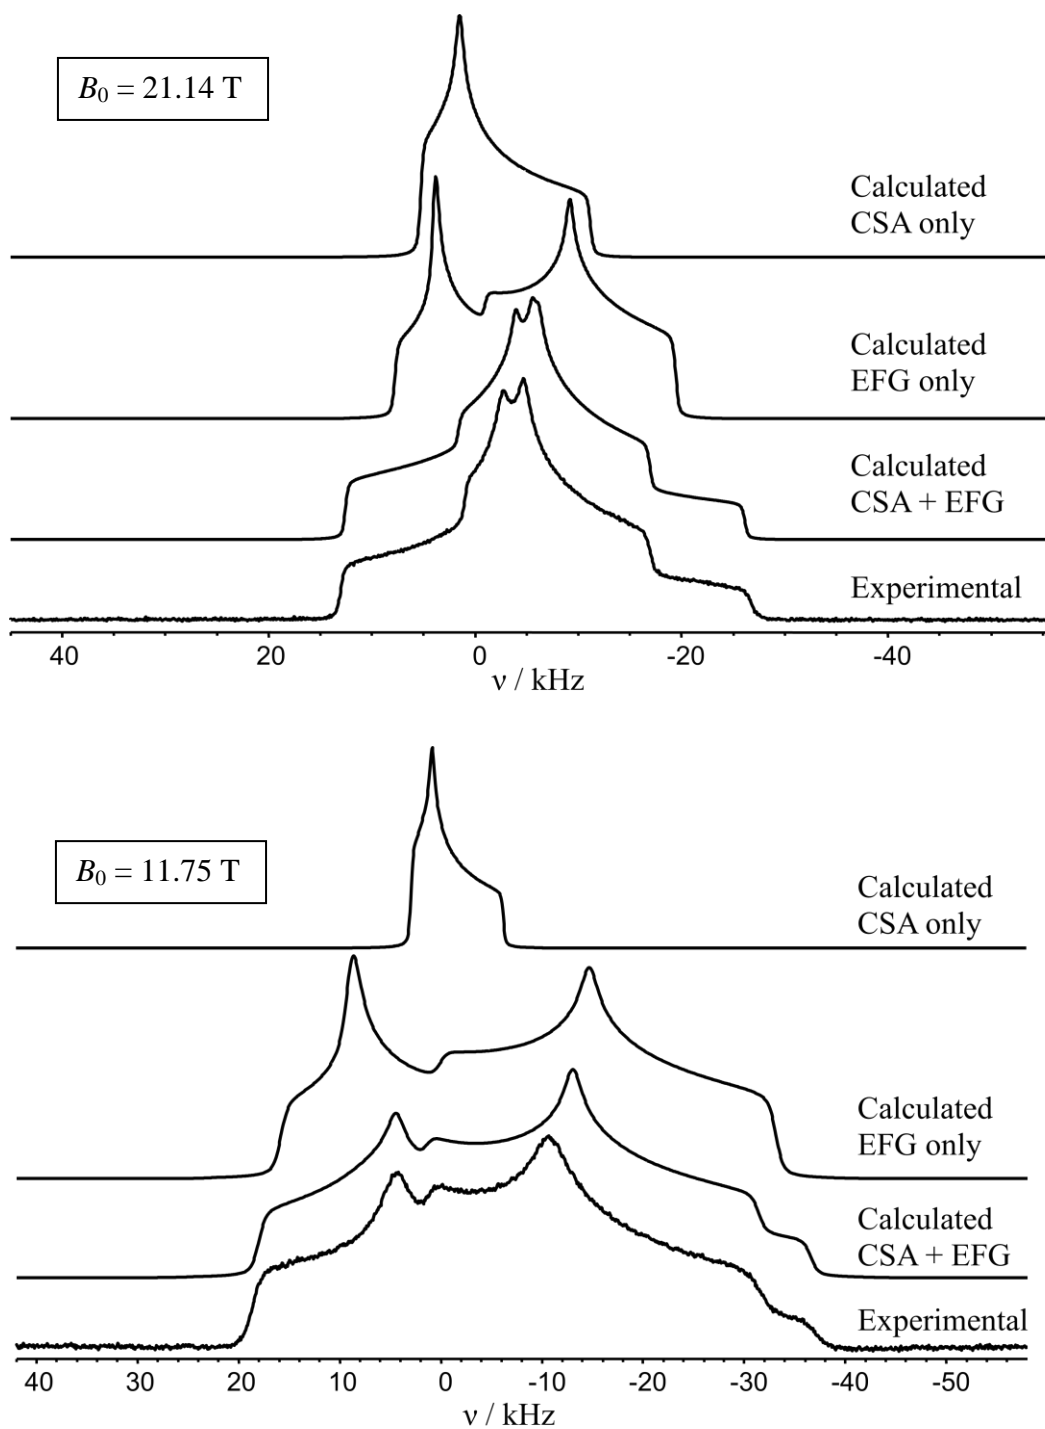 B₀ = 21.14 T
Calculated
CSA only
Calculated
EFG only
Calculated
CSA + EFG
Experimental
40 20 0 -20 -40
ν / kHz
B₀ = 11.75 T
Calculated
CSA only
Calculated
EFG only
Calculated
CSA + EFG
Experimental
40 30 20 10 0 -10 -20 -30 -40 -50
ν / kHz